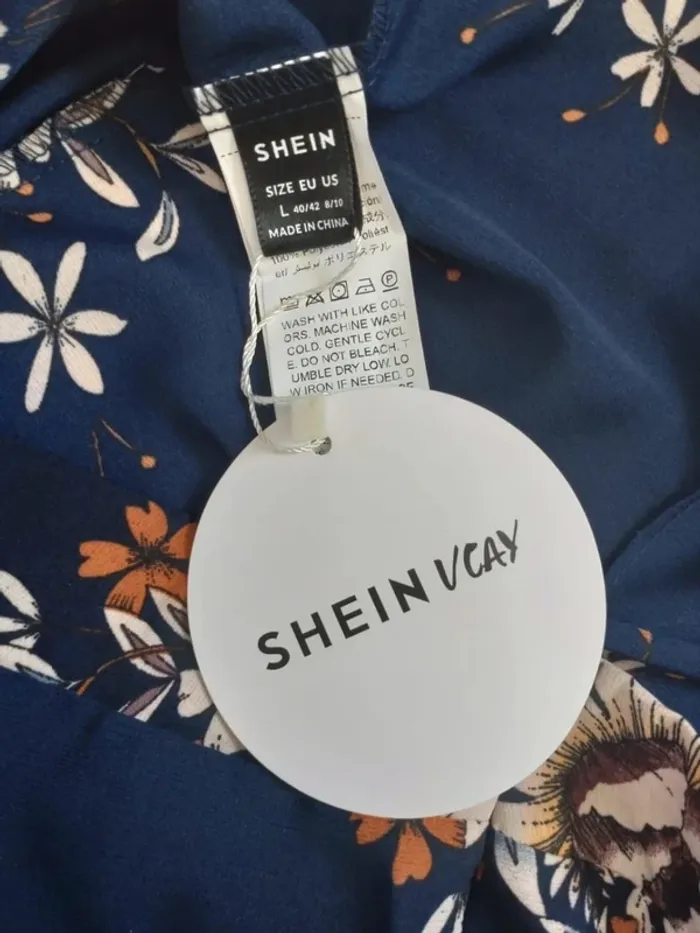 SHEIN
SIZE EU US
L 40/42 8/10
MADE IN CHINA
成分
100%
ポリエステル
WASH WITH LIKE COL
ORS, MACHINE WASH
COLD. GENTLE CYCL
E. DO NOT BLEACH. T
UMBLE DRY LOW. LO
W IRON IF NEEDED. D
SHEIN VCAY